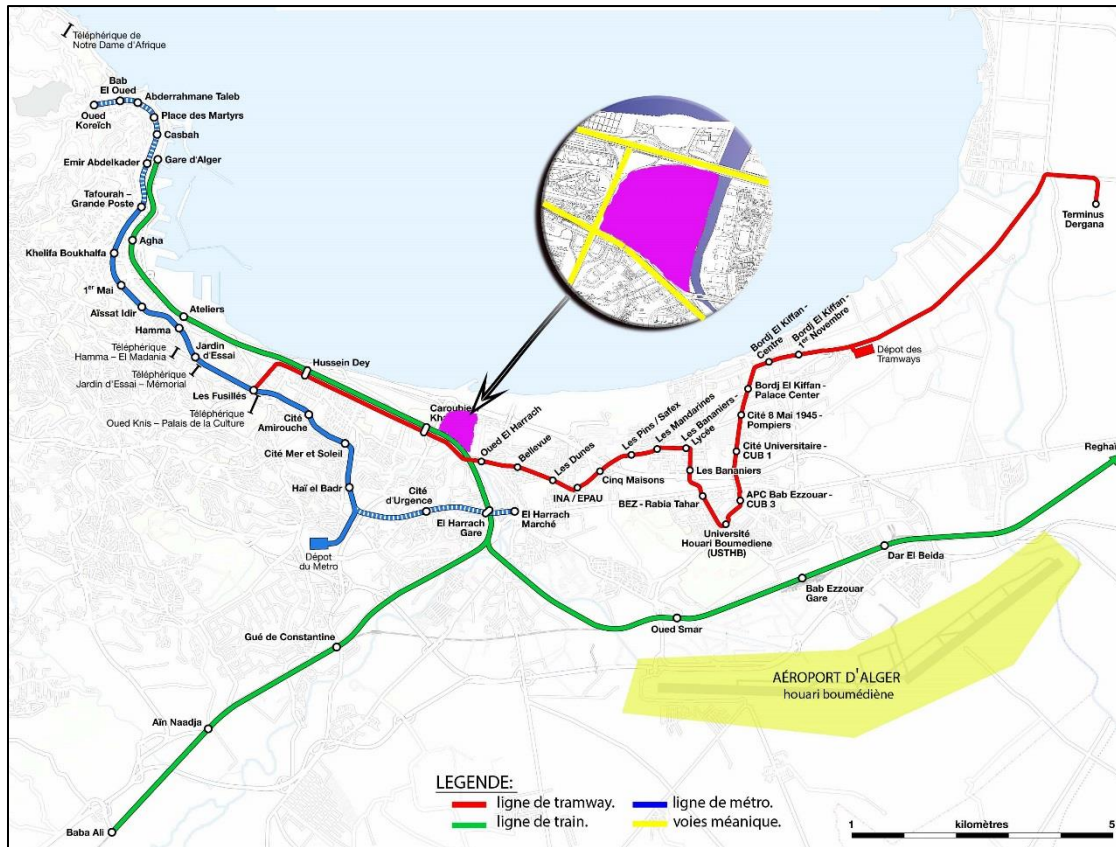 Téléphérique de
Notre Dame d'Afrique
Bab
El Oued
Abderrahmane Taleb
Oued
Koreïch
Place des Martyrs
Casbah
Emir Abdelkader
Gare d'Alger
Tafourah –
Grande Poste
Agha
Khelifa Boukhalfa
1er Mai
Aïssat Idir
Ateliers
Hamma
Jardin
d'Essai
Téléphérique
Hamma – El Madania
Hussein Dey
Téléphérique
Jardin d'Essai – Mémorial
Les Fusillés
Téléphérique
Oued Knis – Palais de la Culture
Cité
Amirouche
Cité Mer et Soleil
Haï el Badr
Dépot
du Metro
Cité
d'Urgence
El Harrach
Gare
El Harrach
Marché
Oued El Harrach
Bellevue
Les Dunes
INA / EPAU
Cinq Maisons
Les Pins / Safex
Les Mandarines
Les Bananiers -
Lycée
Les Bananiers
BEZ - Rabia Tahar
Université
Houari Boumediene
(USTHB)
APC Bab Ezzouar -
CUB 3
Cité Universitaire -
CUB 1
Cité 8 Mai 1945 -
Pompiers
Bordj El Kiffan -
Palace Center
Bordj El Kiffan -
Centre
Bordj El Kiffan -
1er Novembre
Dépot des
Tramways
Terminus
Dergana
Dar El Beida
Bab Ezzouar
Gare
Oued Smar
Gué de Constantine
Aïn Naadja
Baba Ali
AÉROPORT D'ALGER
houari boumédiène
LEGENDE:
ligne de tramway.
ligne de métro.
ligne de train.
voies méanique.
1 kilomètres 5